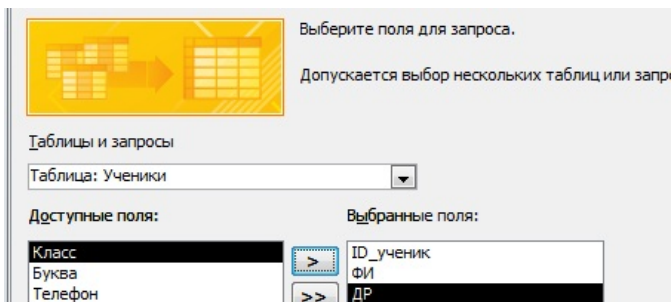 Выберите поля для запроса.
Допускается выбор нескольких таблиц или
Таблицы и запросы
Таблица: Ученики
Доступные поля:
Выбранные поля:
Класс
Буква
Телефон
>
>>
ID_ученик
ФИ
ДР